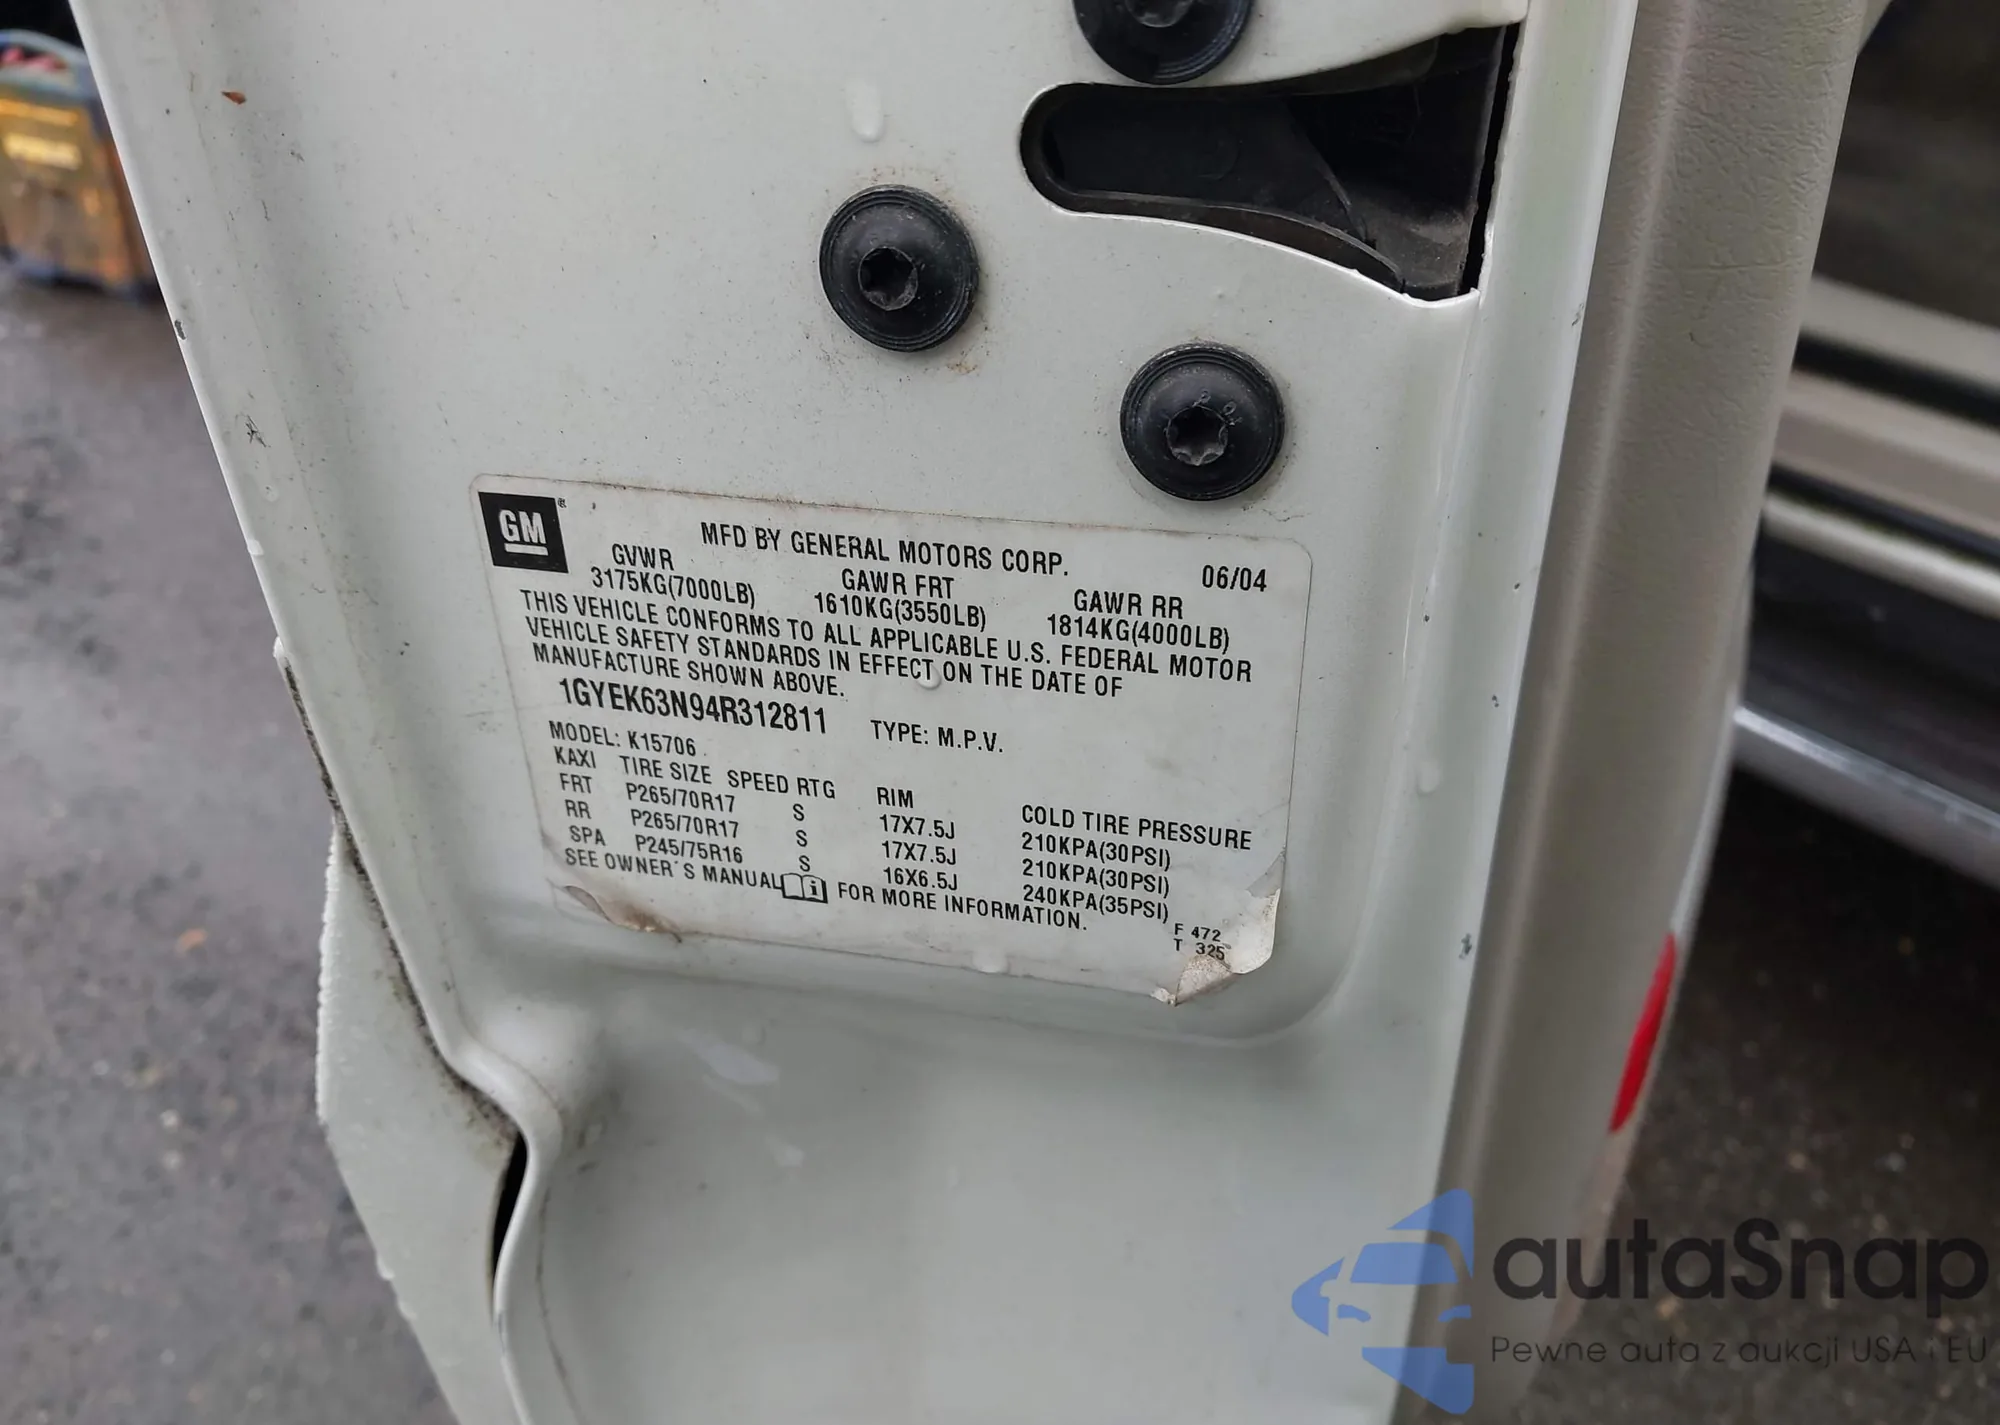 GM ®
MFD BY GENERAL MOTORS CORP. 06/04
GVWR GAWR FRT GAWR RR
3175KG(7000LB) 1610KG(3550LB) 1814KG(4000LB)
THIS VEHICLE CONFORMS TO ALL APPLICABLE U.S. FEDERAL MOTOR
VEHICLE SAFETY STANDARDS IN EFFECT ON THE DATE OF
MANUFACTURE SHOWN ABOVE.
1GYEK63N94R312811 TYPE: M.P.V.
MODEL: K15706
KAXI TIRE SIZE SPEED RTG RIM COLD TIRE PRESSURE
FRT P265/70R17 S 17X7.5J 210KPA(30PSI)
RR P265/70R17 S 17X7.5J 210KPA(30PSI)
SPA P245/75R16 S 16X6.5J 240KPA(35PSI)
SEE OWNER'S MANUAL FOR MORE INFORMATION.
F 472
T 325
autaSnap
Pewne auta z aukcji USA i EU